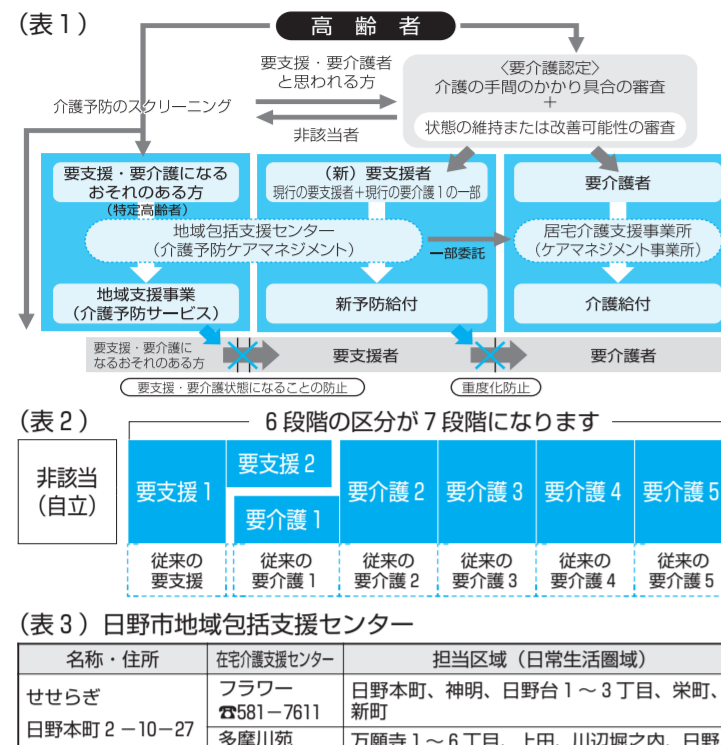 (表1)
高齢者
要支援・要介護者
と思われる方
〈要介護認定〉
介護の手間のかかり具合の審査
+
状態の維持または改善可能性の審査
介護予防のスクリーニング
非該当者
要支援・要介護になる
おそれのある方
(特定高齢者)
(新)要支援者
現行の要支援者+現行の要介護1の一部
要介護者
地域包括支援センター
(介護予防ケアマネジメント)
一部委託
居宅介護支援事業所
(ケアマネジメント事業所)
地域支援事業
(介護予防サービス)
新予防給付
介護給付
要支援・要介護に
なるおそれのある方
要支援者
要介護者
要支援・要介護状態になることの防止
重度化防止
(表2)
6段階の区分が7段階になります
非該当
(自立)
要支援1
要支援2
要介護1
要介護2
要介護3
要介護4
要介護5
従来の
要支援
従来の
要介護1
従来の
要介護2
従来の
要介護3
従来の
要介護4
従来の
要介護5
(表3)日野市地域包括支援センター
名称・住所
在宅介護支援センター
担当区域(日常生活圏域)
せせらぎ
日野本町2-10-27
フラワー
☎581-7611
日野本町、神明、日野台1~3丁目、栄町、
新町
多摩川苑
万願寺1~6丁目、上田、川辺堀之内、日野